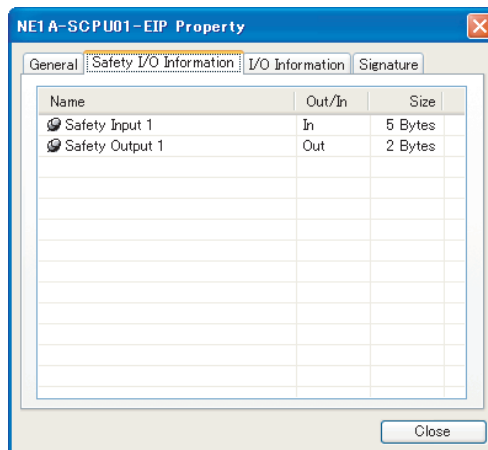 NE1A-SCPU01-EIP Property
General Safety I/O Information I/O Information Signature
Name Out/In Size
Safety Input 1 In 5 Bytes
Safety Output 1 Out 2 Bytes
Close